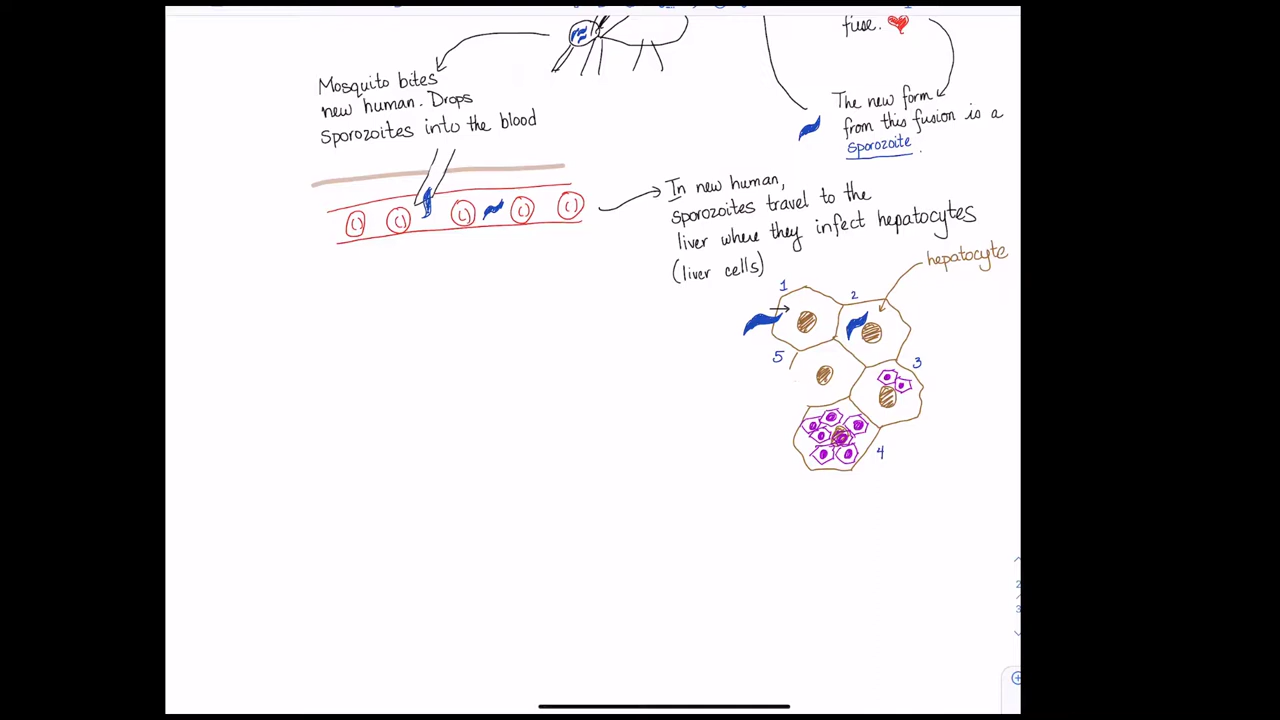 fuse.
Mosquito bites
new human. Drops
sporozoites into the blood
The new form
from this fusion is a
sporozoite.
In new human,
sporozoites travel to the
liver where they infect hepatocytes
(liver cells)
hepatocyte
1
2
5
3
4
2
3